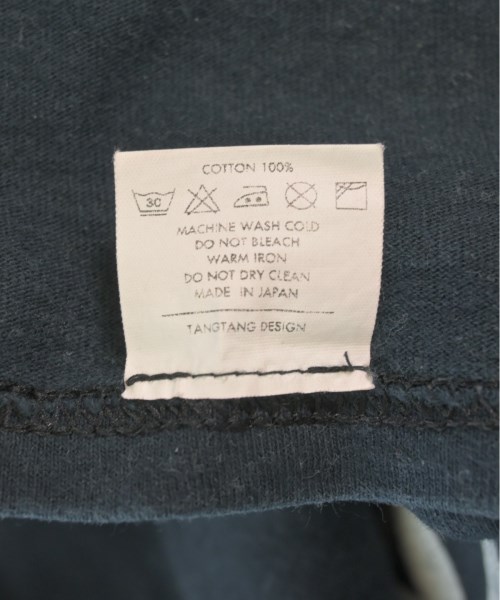 COTTON 100%
30
MACHINE WASH COLD
DO NOT BLEACH
WARM IRON
DO NOT DRY CLEAN
MADE IN JAPAN
TANGTANG DESIGN